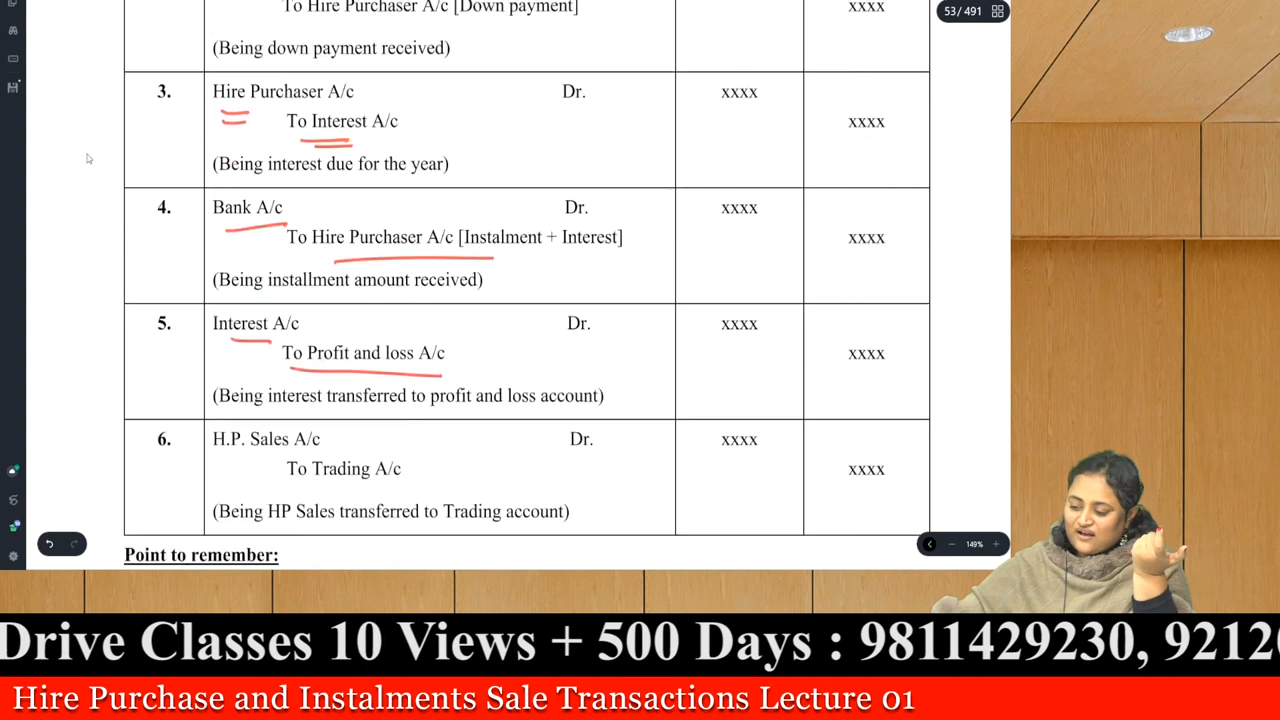 To Hire Purchaser A/c [Down payment]
xxxx
53/491
(Being down payment received)
3.
Hire Purchaser A/c Dr.
xxxx
To Interest A/c
xxxx
(Being interest due for the year)
4.
Bank A/c Dr.
xxxx
To Hire Purchaser A/c [Instalment + Interest]
xxxx
(Being installment amount received)
5.
Interest A/c Dr.
xxxx
To Profit and loss A/c
xxxx
(Being interest transferred to profit and loss account)
6.
H.P. Sales A/c Dr.
xxxx
To Trading A/c
xxxx
(Being HP Sales transferred to Trading account)
Point to remember:
149%
Drive Classes 10 Views + 500 Days : 9811429230, 9212
Hire Purchase and Instalments Sale Transactions Lecture 01